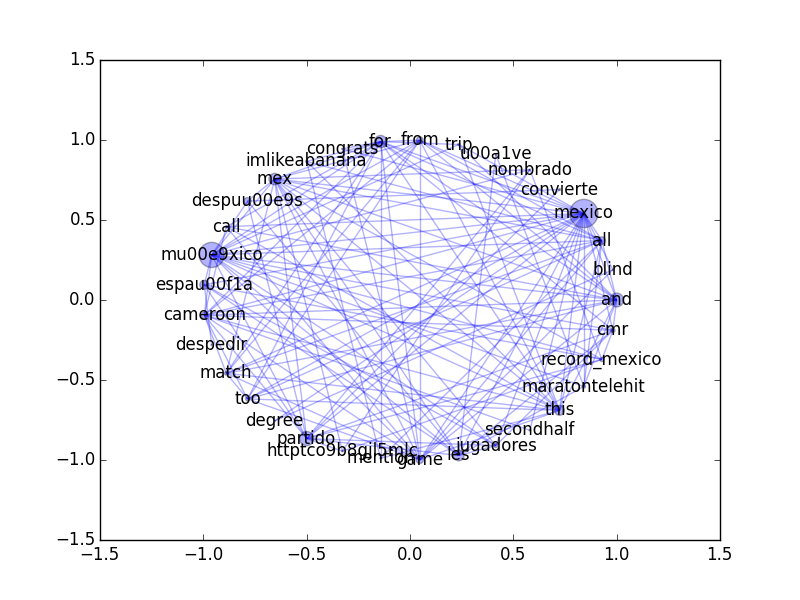 1.5
1.0
0.5
0.0
−0.5
−1.0
−1.5
−1.5
−1.0
−0.5
0.0
0.5
1.0
1.5
for
from
congrats
trip
imlikeabanana
u00a1ve
mex
nombrado
despuu00e9s
convierte
mexico
call
all
mu00e9xico
blind
espau00f1a
and
cameroon
cmr
despedir
record_mexico
match
maratontelehit
too
this
degree
secondhalf
partido
jugadores
les
mention
game